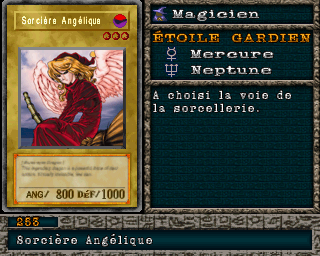 Sorcière Angélique
ANG/ 800 DéF/1000
Magicien
ÉTOILE GARDIEN
Mercure
Neptune
A choisi la voie de
la sorcellerie.
253
Sorcière Angélique